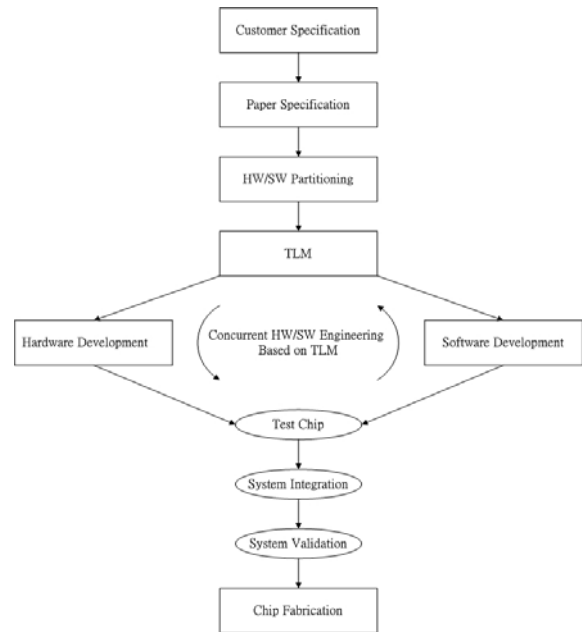 Customer Specification
Paper Specification
HW/SW Partitioning
TLM
Hardware Development
Concurrent HW/SW Engineering
Based on TLM
Software Development
Test Chip
System Integration
System Validation
Chip Fabrication